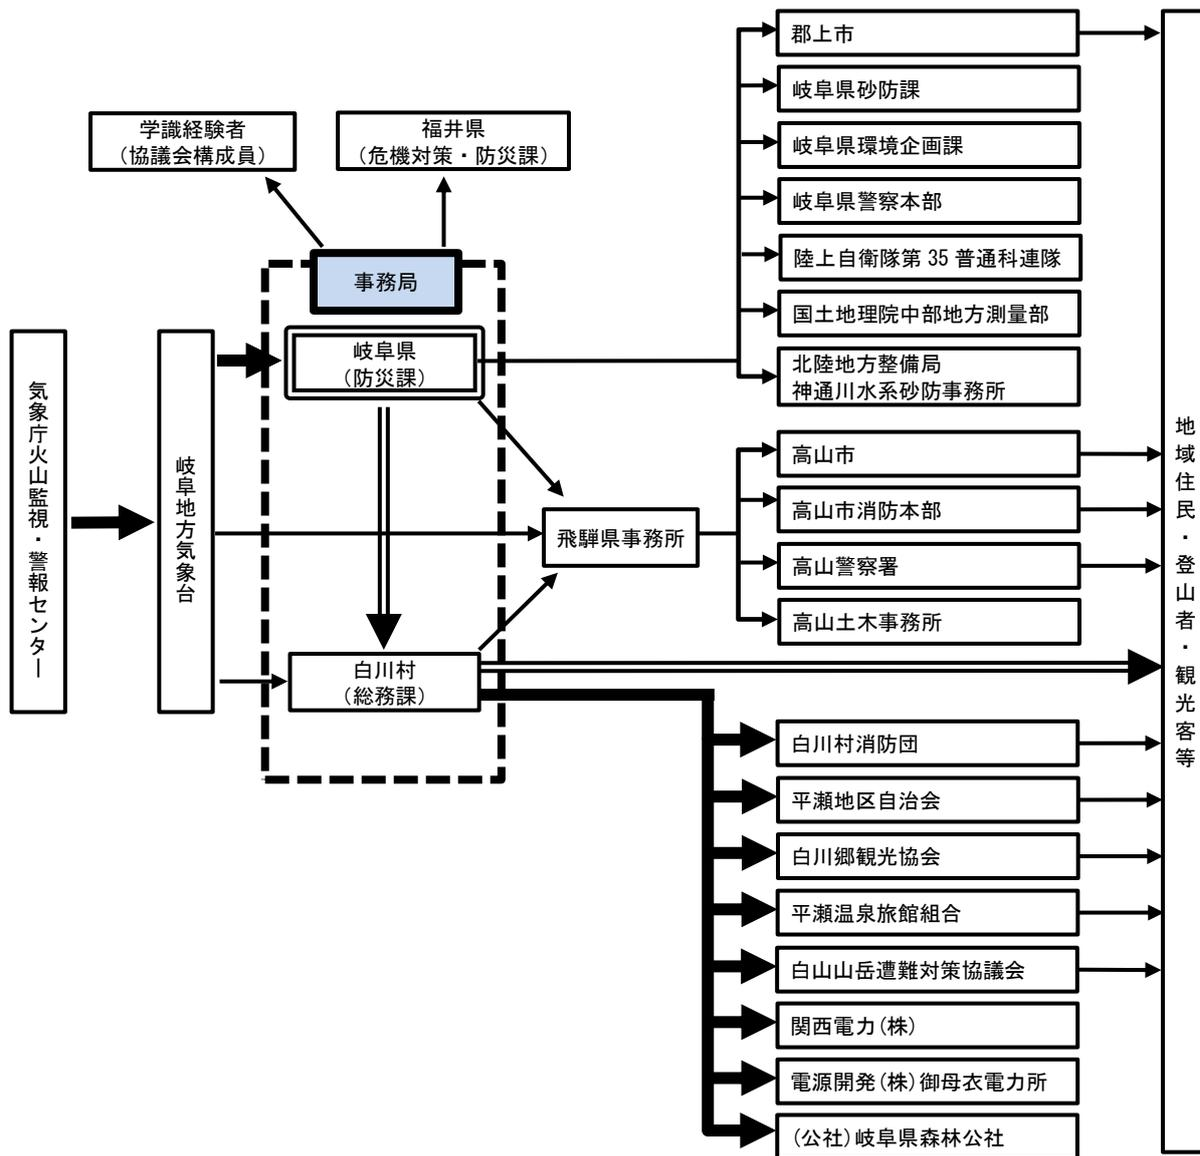 気象庁火山監視・警報センター
岐阜地方気象台
学識経験者
(協議会構成員)
福井県
(危機対策・防災課)
事務局
岐阜県
(防災課)
白川村
(総務課)
飛騨県事務所
郡上市
岐阜県砂防課
岐阜県環境企画課
岐阜県警察本部
陸上自衛隊第 35 普通科連隊
国土地理院中部地方測量部
北陸地方整備局
神通川水系砂防事務所
高山市
高山市消防本部
高山警察署
高山土木事務所
白川村消防団
平瀬地区自治会
白川郷観光協会
平瀬温泉旅館組合
白山山岳遭難対策協議会
関西電力(株)
電源開発(株)御母衣電力所
(公社)岐阜県森林公社
地域住民・登山者・観光客等